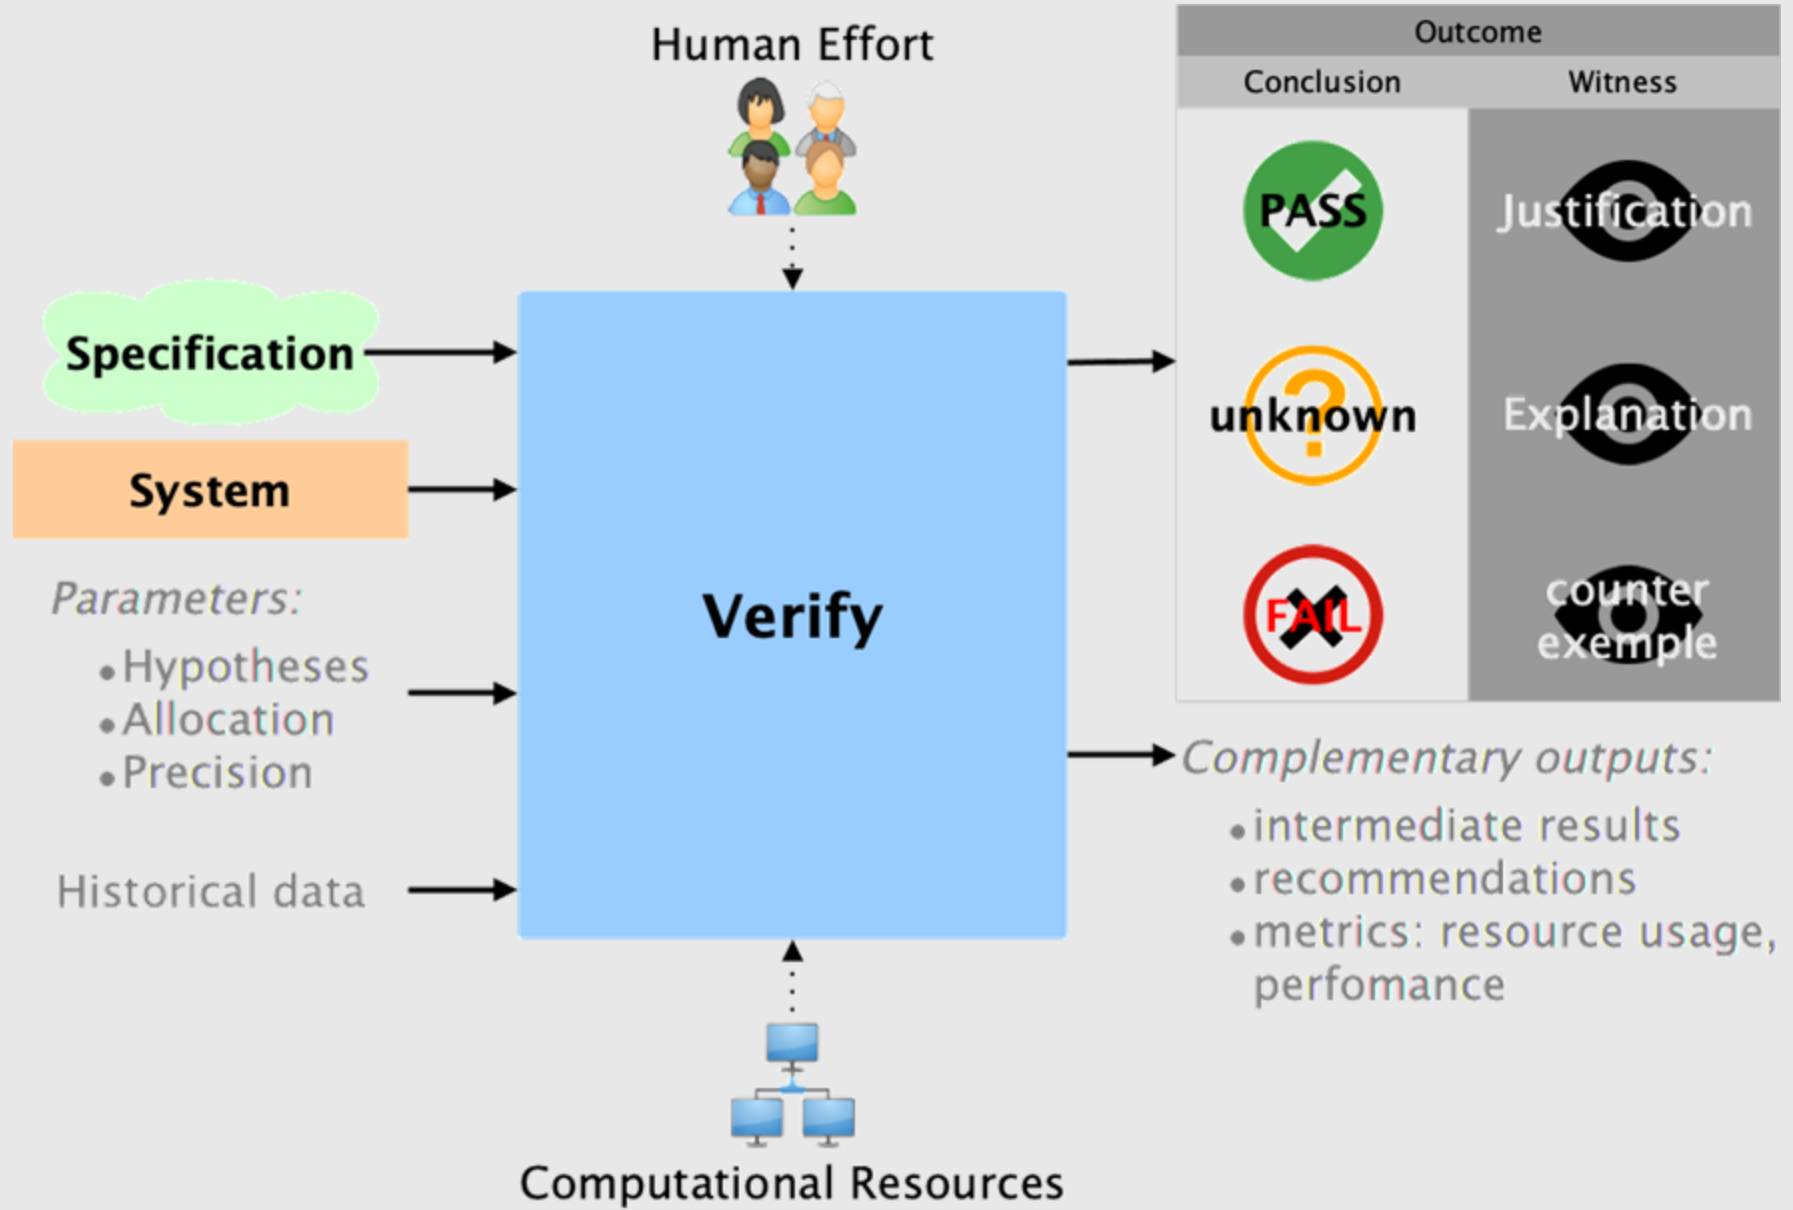 Human Effort
Specification
System
Parameters:
•Hypotheses
•Allocation
•Precision
Historical data
Verify
Computational Resources
Outcome
Conclusion Witness
PASS Justification
unknown Explanation
FAIL counter
exemple
Complementary outputs:
•intermediate results
•recommendations
•metrics: resource usage,
perfomance